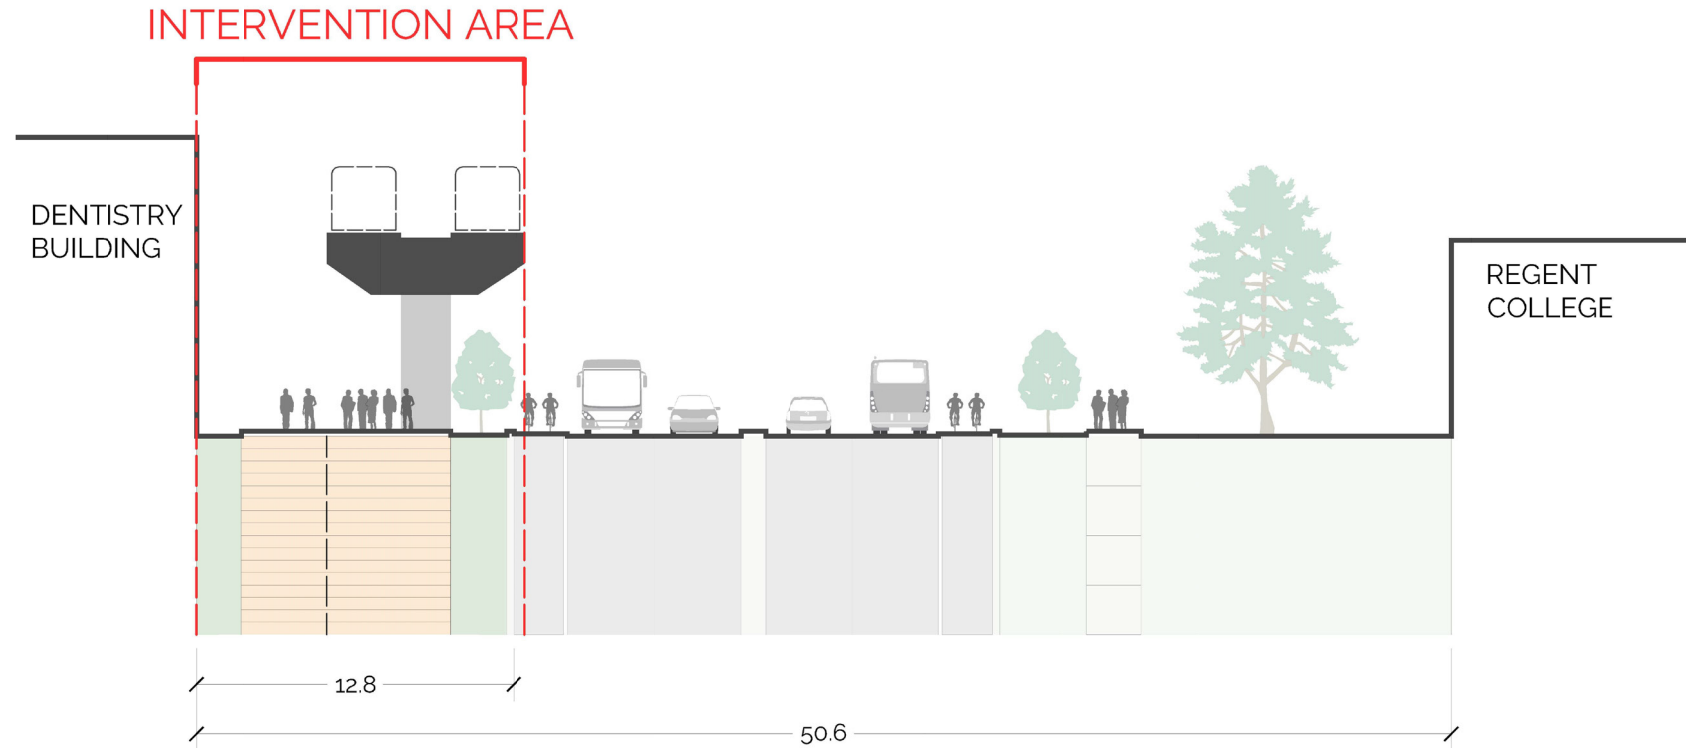 INTERVENTION AREA
DENTISTRY
BUILDING
REGENT
COLLEGE
12.8
50.6